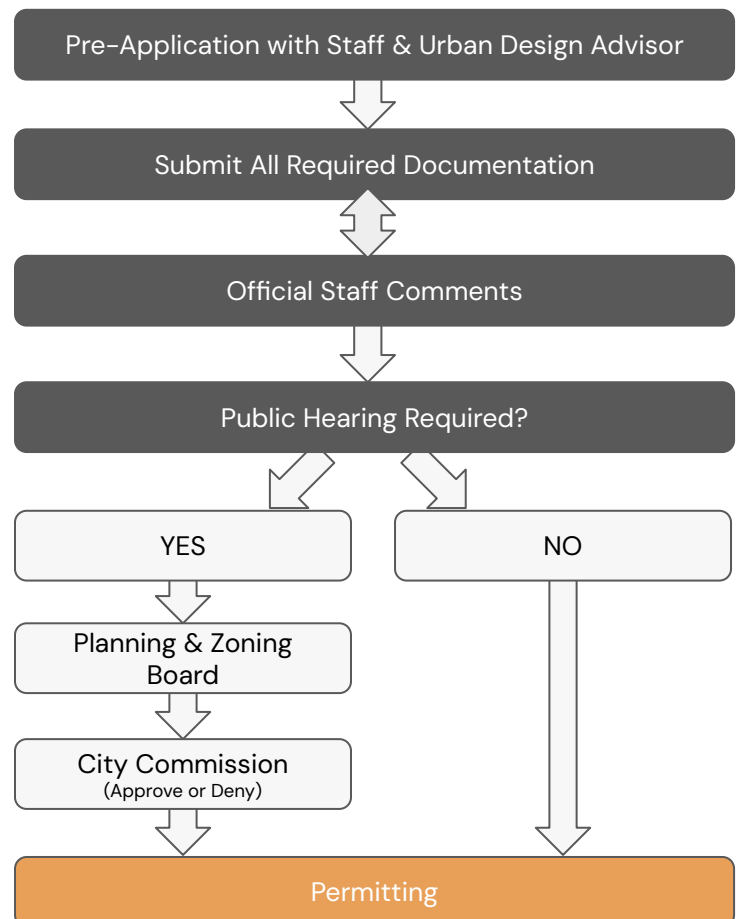 Pre-Application with Staff & Urban Design Advisor
Submit All Required Documentation
Official Staff Comments
Public Hearing Required?
YES
NO
Planning & Zoning
Board
City Commission
(Approve or Deny)
Permitting